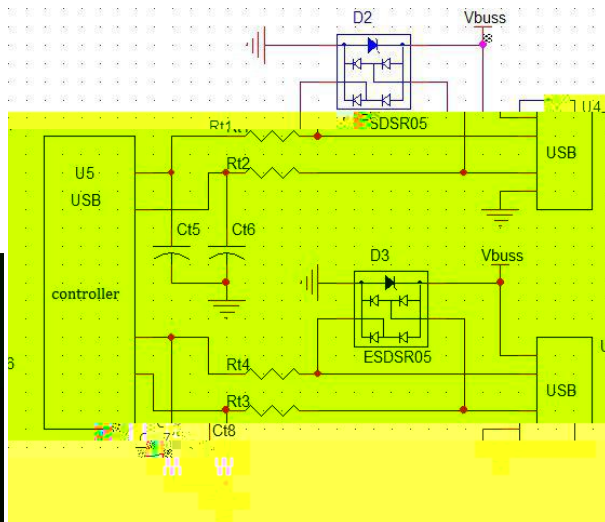 D2
Vbuss
U4
SDSR05
Rt1
USB
U5
USB
Rt2
Ct5
Ct6
D3
Vbuss
controller
ESDSR05
Rt4
USB
Rt3
Ct8